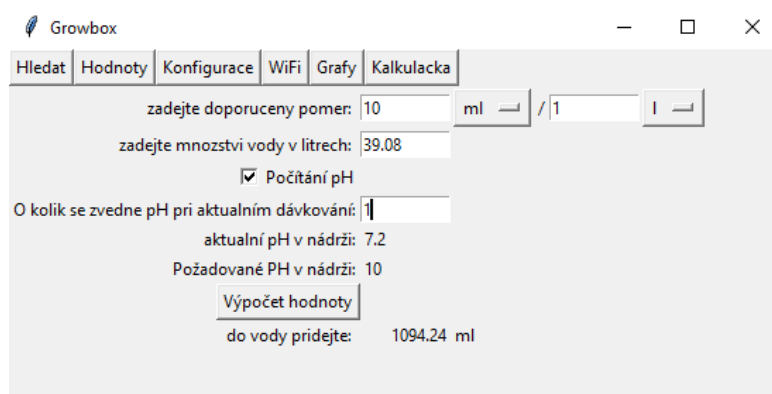 Growbox
Hledat Hodnoty Konfigurace WiFi Grafy Kalkulacka
zadejte doporuceny pomer: 10 ml / 1 l
zadejte mnozstvi vody v litrech: 39.08
Počítání pH
O kolik se zvedne pH pri aktualním dávkování: 1
aktualní pH v nádrži: 7.2
Požadované PH v nádrži: 10
Výpočet hodnoty
do vody pridejte: 1094.24 ml